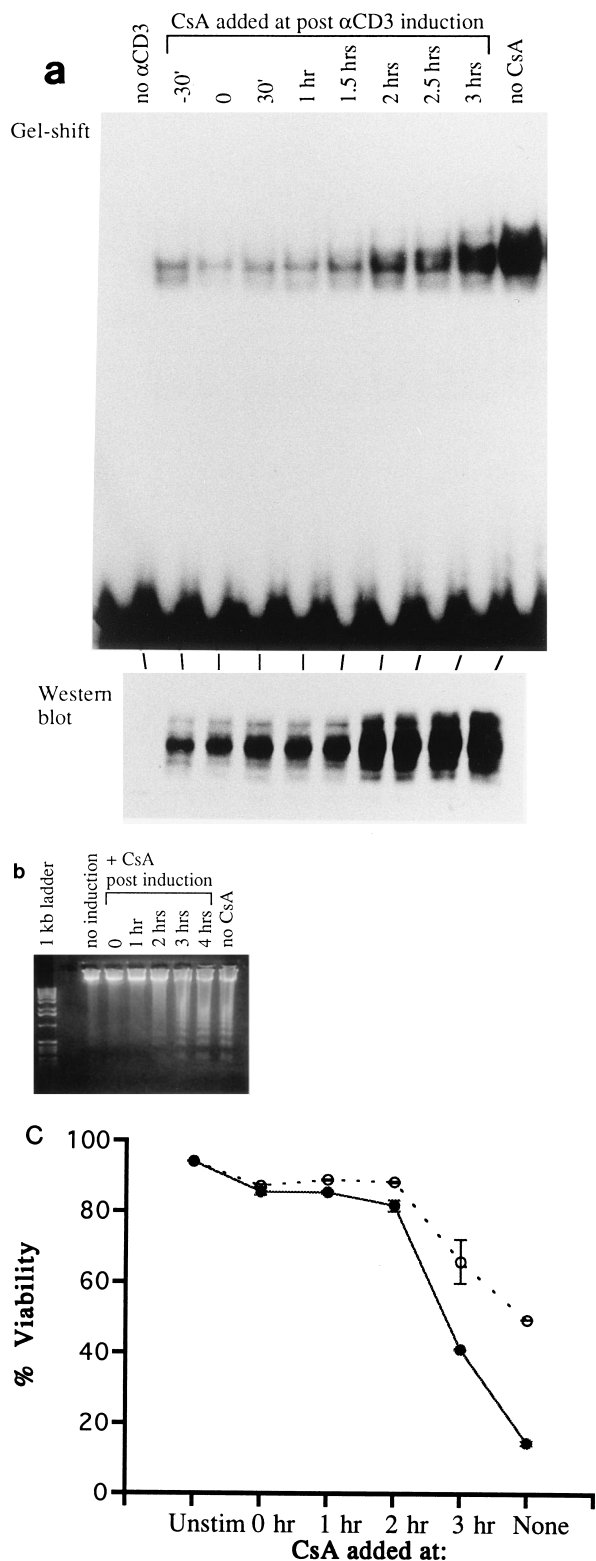 CsA added at post αCD3 induction
a
no αCD3
-30'
0
30'
1 hr
1.5 hrs
2 hrs
2.5 hrs
3 hrs
no CsA
Gel-shift
Western
blot
b
+ CsA
post induction
1 kb ladder
no induction
0
1 hr
2 hrs
3 hrs
4 hrs
no CsA
C
100
80
60
40
20
0
% Viability
Unstim 0 hr 1 hr 2 hr 3 hr None
CsA added at: